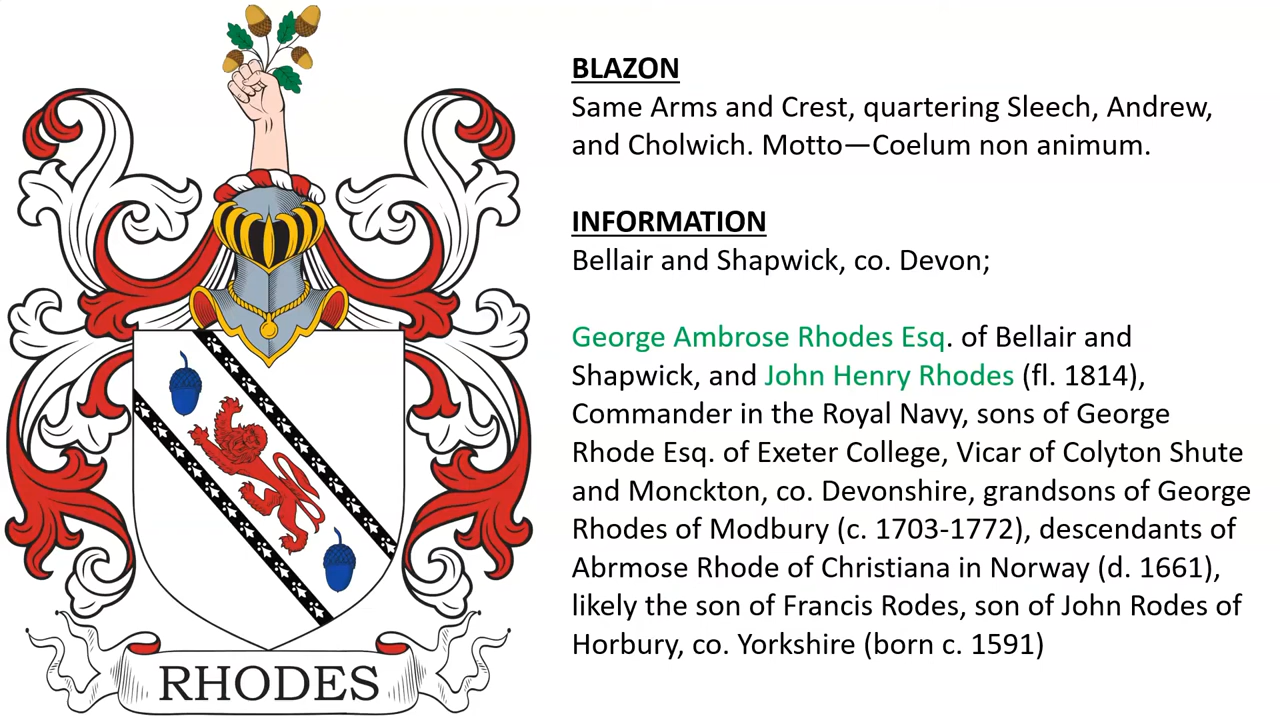 BLAZON
Same Arms and Crest, quartering Sleech, Andrew,
and Cholwich. Motto—Coelum non animum.
INFORMATION
Bellair and Shapwick, co. Devon;
George Ambrose Rhodes Esq. of Bellair and
Shapwick, and John Henry Rhodes (fl. 1814),
Commander in the Royal Navy, sons of George
Rhode Esq. of Exeter College, Vicar of Colyton Shute
and Monckton, co. Devonshire, grandsons of George
Rhodes of Modbury (c. 1703-1772), descendants of
Abrmose Rhode of Christiana in Norway (d. 1661),
likely the son of Francis Rodes, son of John Rodes of
Horbury, co. Yorkshire (born c. 1591)
RHODES